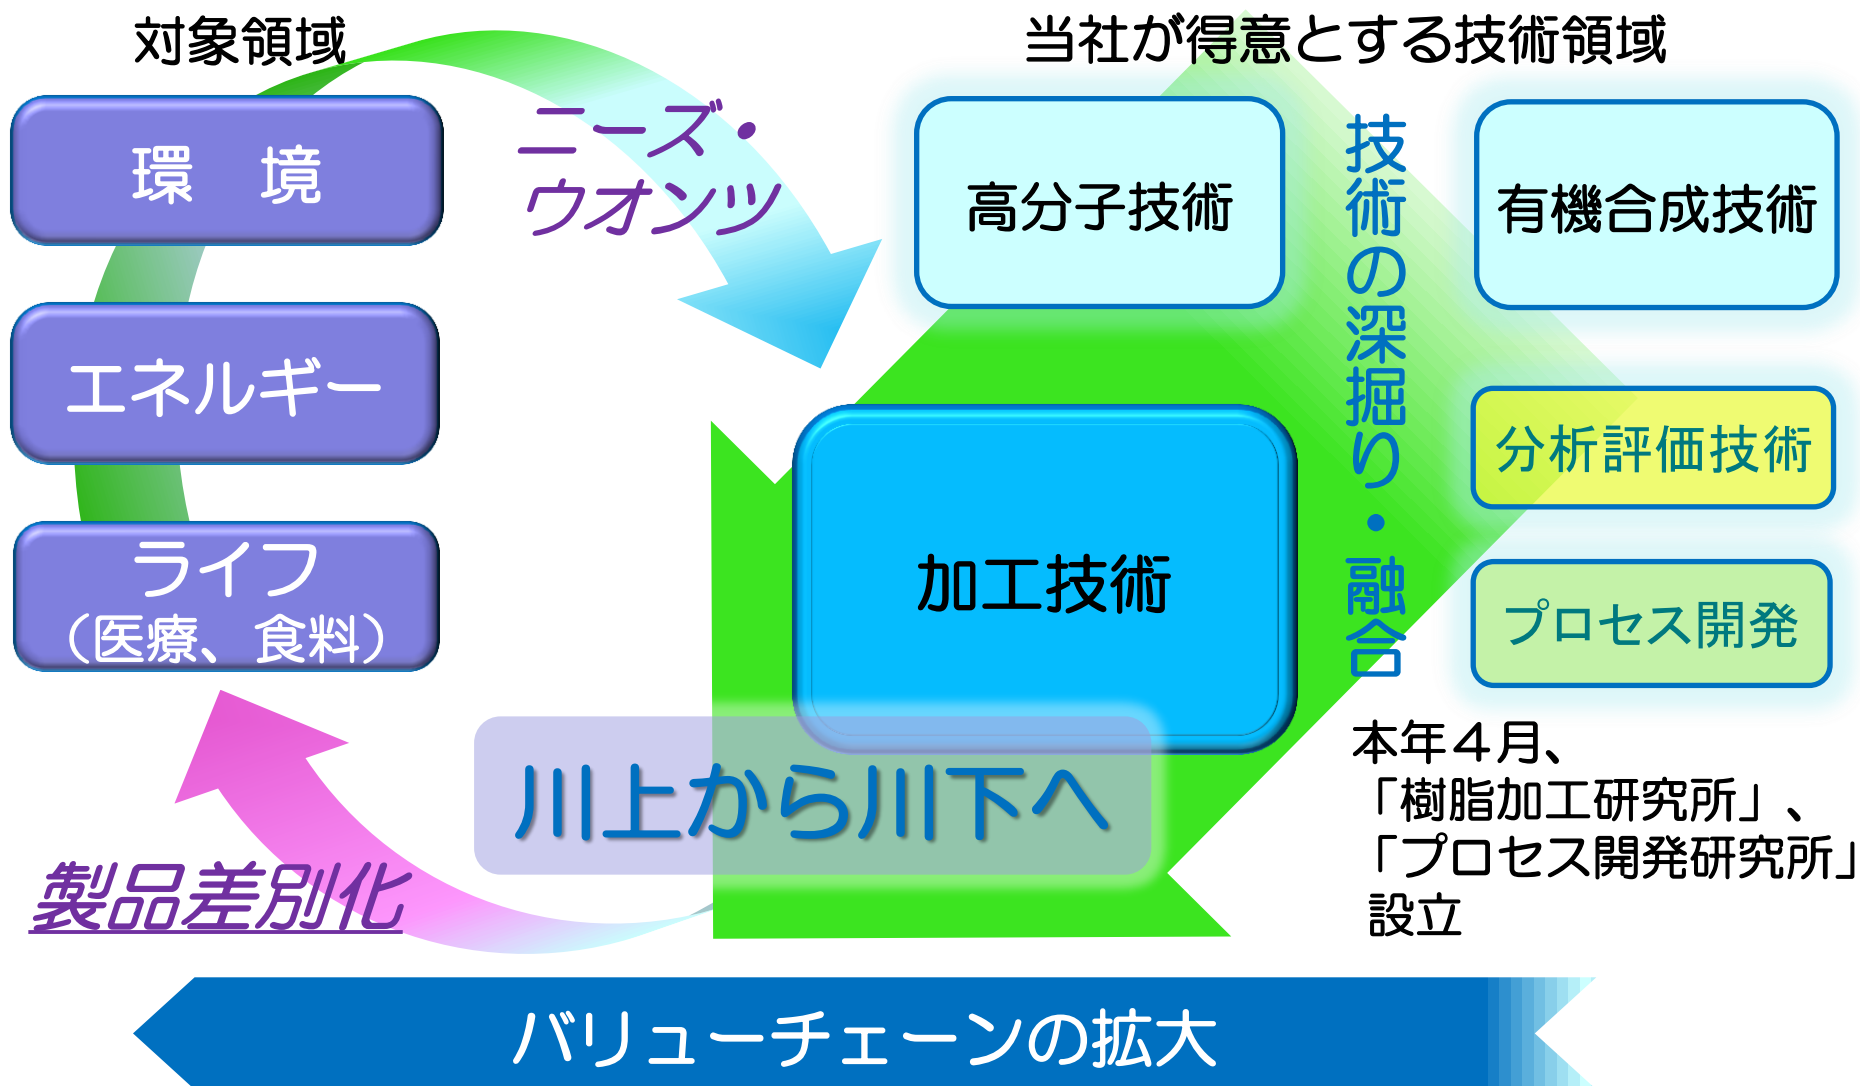 対象領域
環　境
エネルギー
ライフ
（医療、食料）
ニーズ・
ウオンツ
製品差別化
当社が得意とする技術領域
高分子技術
有機合成技術
技術の深掘り・融合
分析評価技術
プロセス開発
加工技術
川上から川下へ
本年４月、
「樹脂加工研究所」、
「プロセス開発研究所」
設立
バリューチェーンの拡大